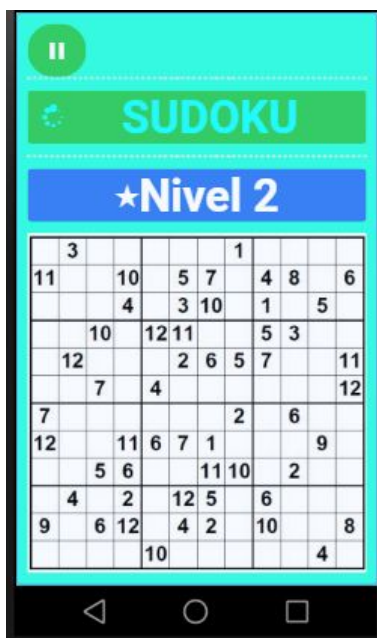 SUDOKU
★Nivel 2
3 1
11 10 5 7 4 8 6
4 3 10 1 5
10 12 11 5 3
12 2 6 5 7 11
7 4 12
7 2 6
12 11 6 7 1 9
5 6 11 10 2
4 2 12 5 6
9 6 12 4 2 10 8
10 4